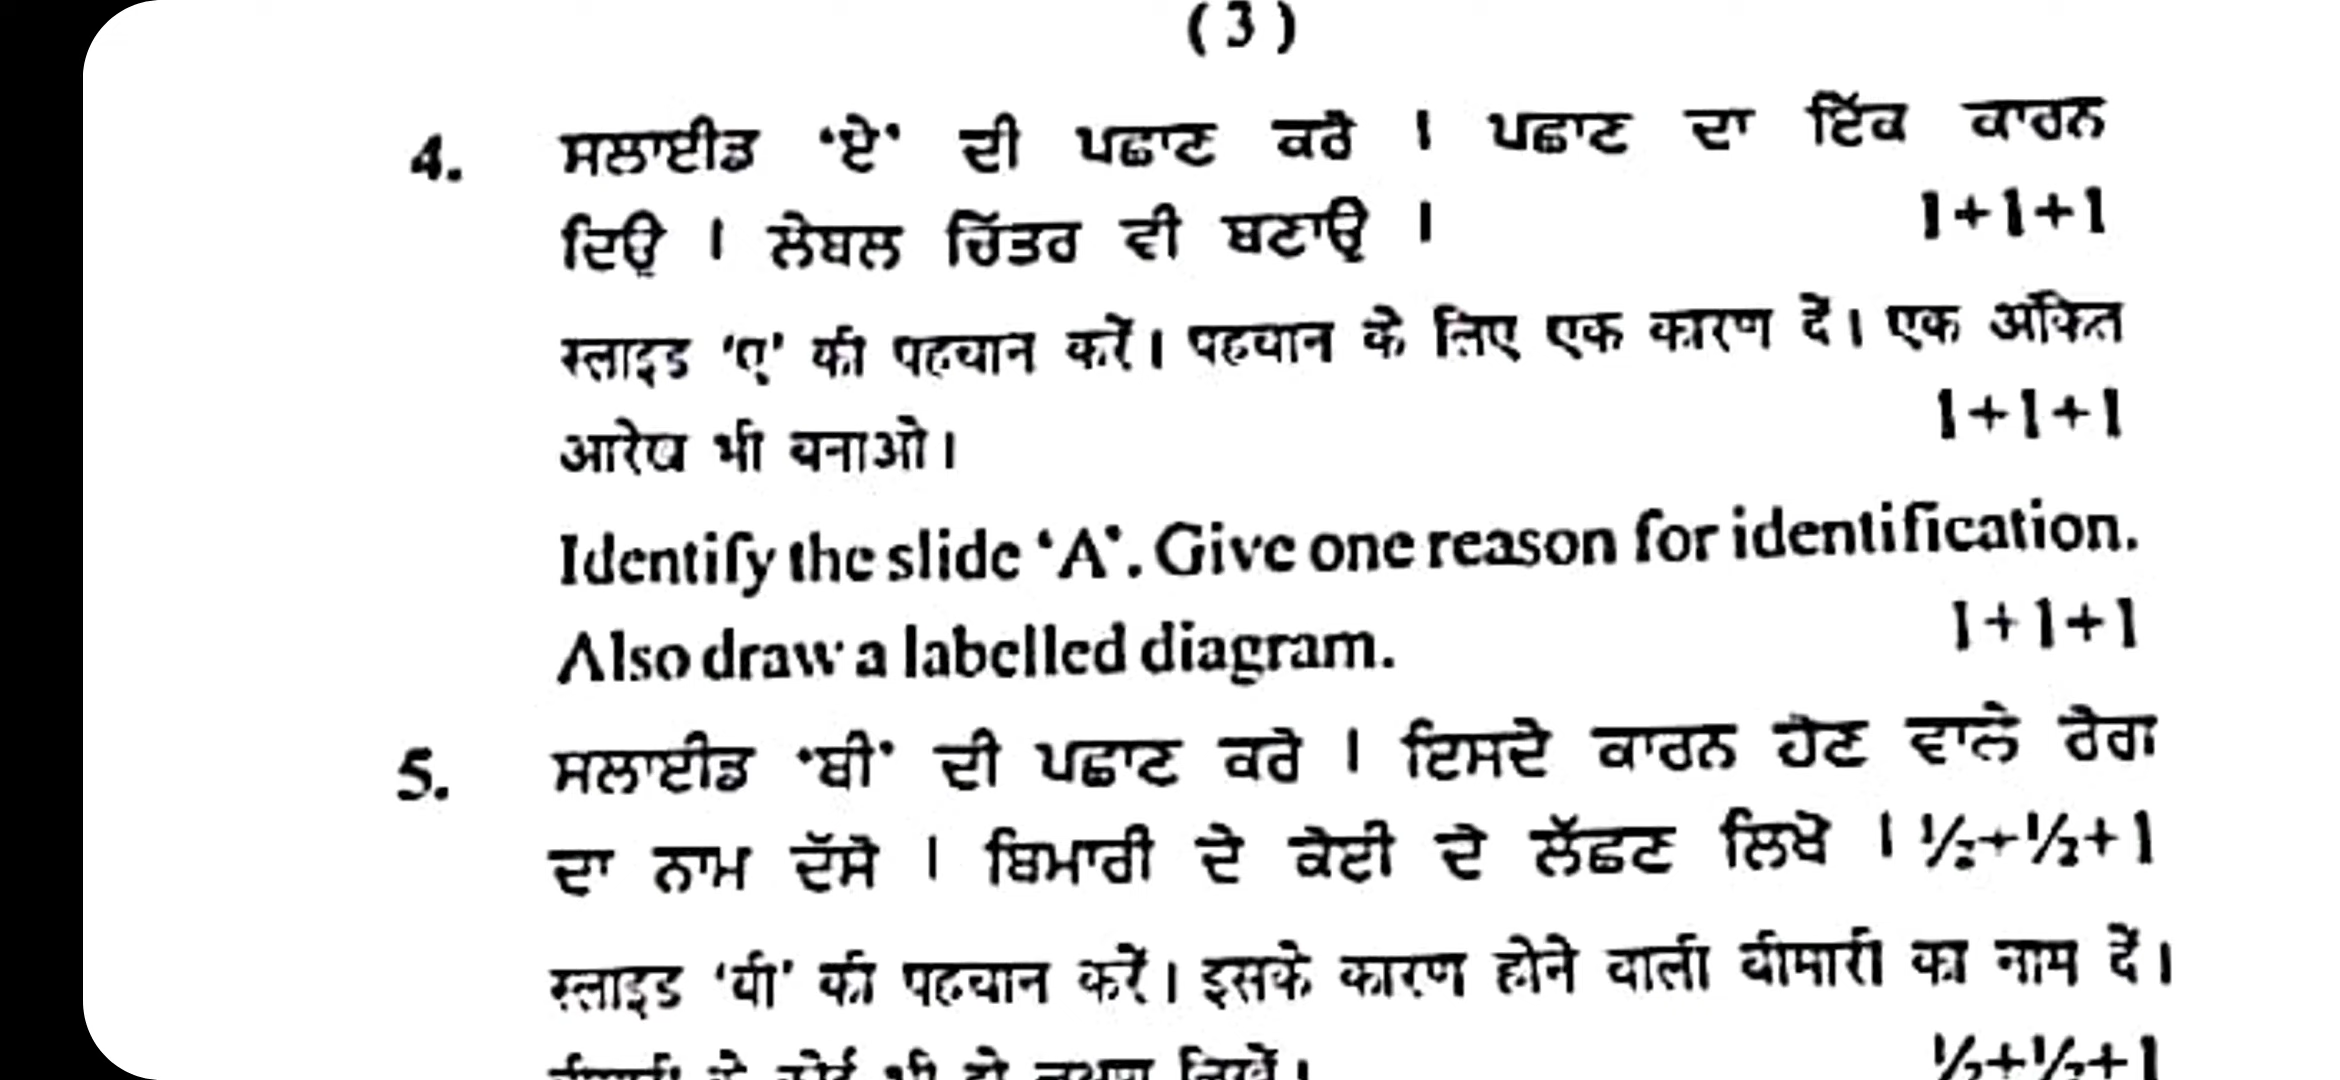 ( 3 )
4. ਸਲਾਈਡ ‘ਏ’ ਦੀ ਪਛਾਣ ਕਰੋ । ਪਛਾਣ ਦਾ ਇੱਕ ਕਾਰਨ
ਦਿਉ । ਲੇਬਲ ਚਿੱਤਰ ਵੀ ਬਣਾਉ । 1+1+1
स्लाइड ‘ए’ की पहचान करें। पहचान के लिए एक कारण दें। एक अंकित
आरेख भी बनाओ। 1+1+1
Identify the slide ‘A’. Give one reason for identification.
Also draw a labelled diagram. 1+1+1
5. ਸਲਾਈਡ ‘ਬੀ’ ਦੀ ਪਛਾਣ ਕਰੋ । ਇਸਦੇ ਕਾਰਨ ਹੋਣ ਵਾਲੇ ਰੋਗ
ਦਾ ਨਾਮ ਦੱਸੋ । ਬਿਮਾਰੀ ਦੇ ਕੋਈ ਦੋ ਲੱਛਣ ਲਿਖੋ । ½+½+1
स्लाइड ‘बी’ की पहचान करें। इसके कारण होने वाली बीमारी का नाम दें।
½+½+1